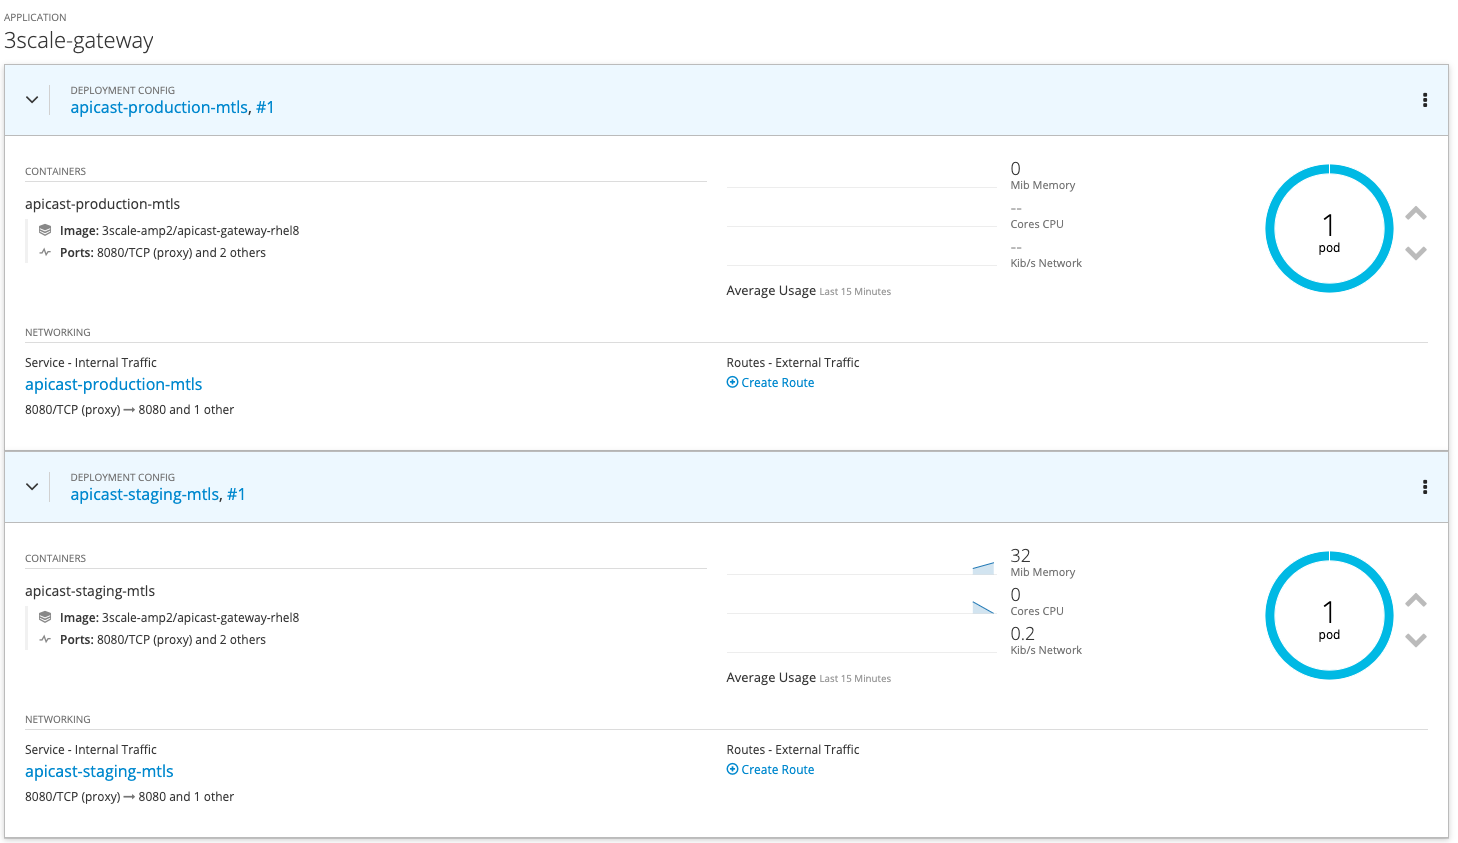 APPLICATION
3scale-gateway
DEPLOYMENT CONFIG
apicast-production-mtls, #1
CONTAINERS
apicast-production-mtls
Image: 3scale-amp2/apicast-gateway-rhel8
Ports: 8080/TCP (proxy) and 2 others
0
Mib Memory
--
Cores CPU
--
Kib/s Network
Average Usage Last 15 Minutes
1
pod
NETWORKING
Service - Internal Traffic
apicast-production-mtls
8080/TCP (proxy) → 8080 and 1 other
Routes - External Traffic
Create Route
DEPLOYMENT CONFIG
apicast-staging-mtls, #1
CONTAINERS
apicast-staging-mtls
Image: 3scale-amp2/apicast-gateway-rhel8
Ports: 8080/TCP (proxy) and 2 others
32
Mib Memory
0
Cores CPU
0.2
Kib/s Network
Average Usage Last 15 Minutes
1
pod
NETWORKING
Service - Internal Traffic
apicast-staging-mtls
8080/TCP (proxy) → 8080 and 1 other
Routes - External Traffic
Create Route